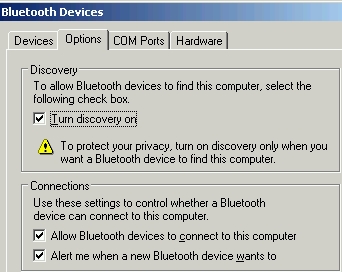 Bluetooth Devices
Devices Options COM Ports Hardware
Discovery
To allow Bluetooth devices to find this computer, select the
following check box.
Turn discovery on
To protect your privacy, turn on discovery only when you
want a Bluetooth device to find this computer.
Connections
Use these settings to control whether a Bluetooth
device can connect to this computer.
Allow Bluetooth devices to connect to this computer
Alert me when a new Bluetooth device wants to